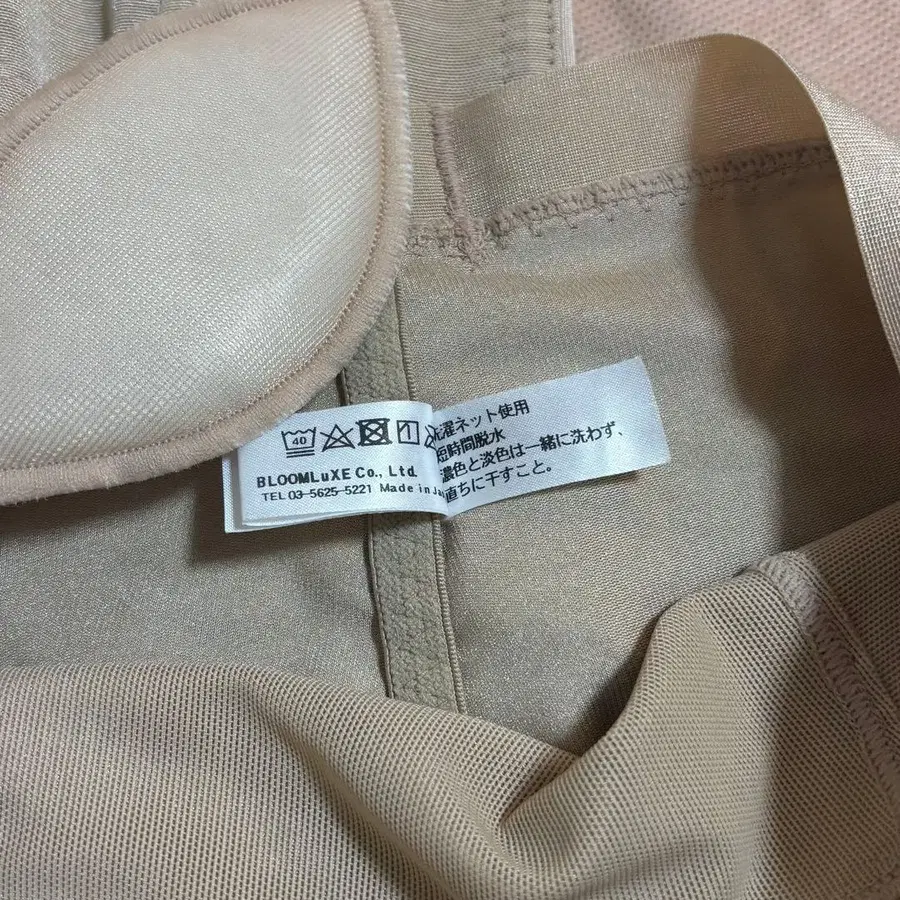 40
BLOOMLuXE Co., Ltd.
TEL 03-5625-5221 Made in
洗濯ネット使用
短時間脱水
濃色と淡色は一緒に洗わず、
直ちに干すこと。